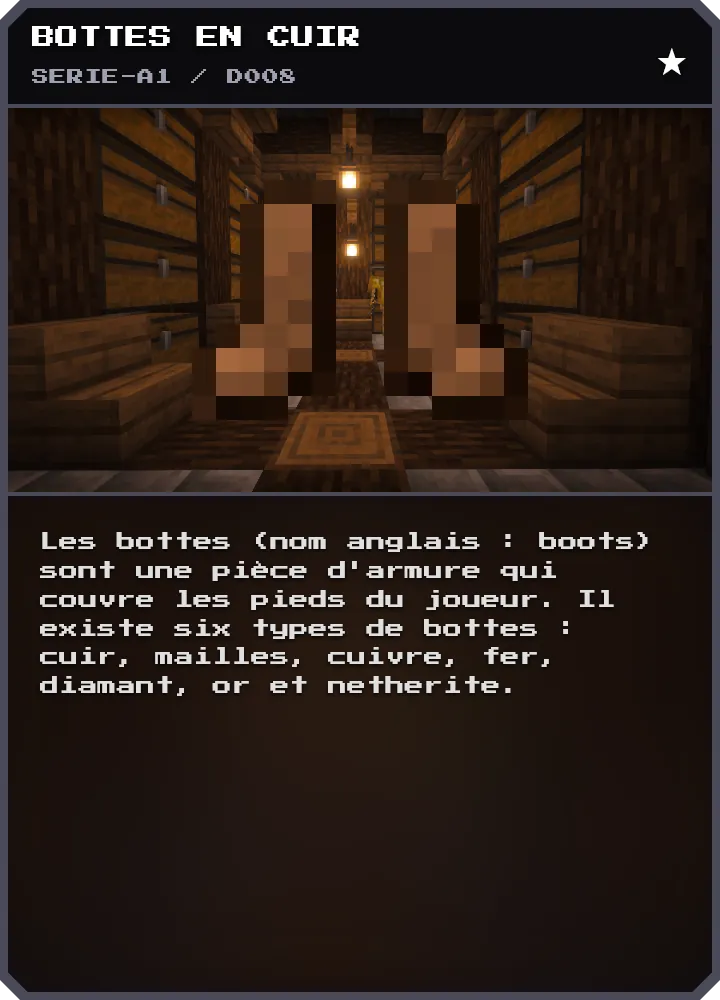 BOTTES EN CUIR
SERIE-A1 / D008
Les bottes (nom anglais : boots)
sont une pièce d'armure qui
couvre les pieds du joueur. Il
existe six types de bottes :
cuir, mailles, cuivre, fer,
diamant, or et netherite.